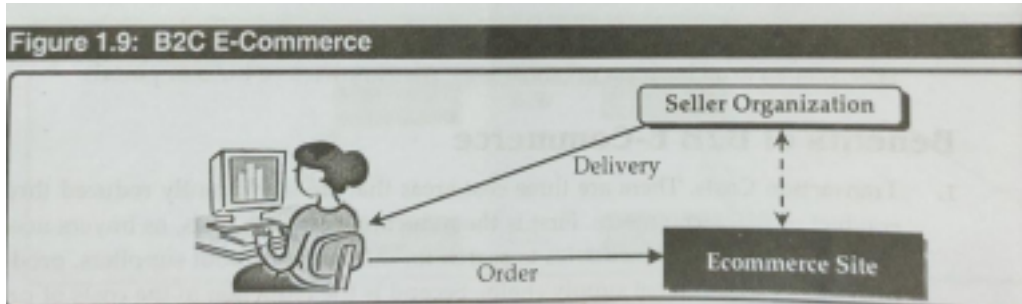 Figure 1.9: B2C E-Commerce
Seller Organization
Delivery
Order
Ecommerce Site